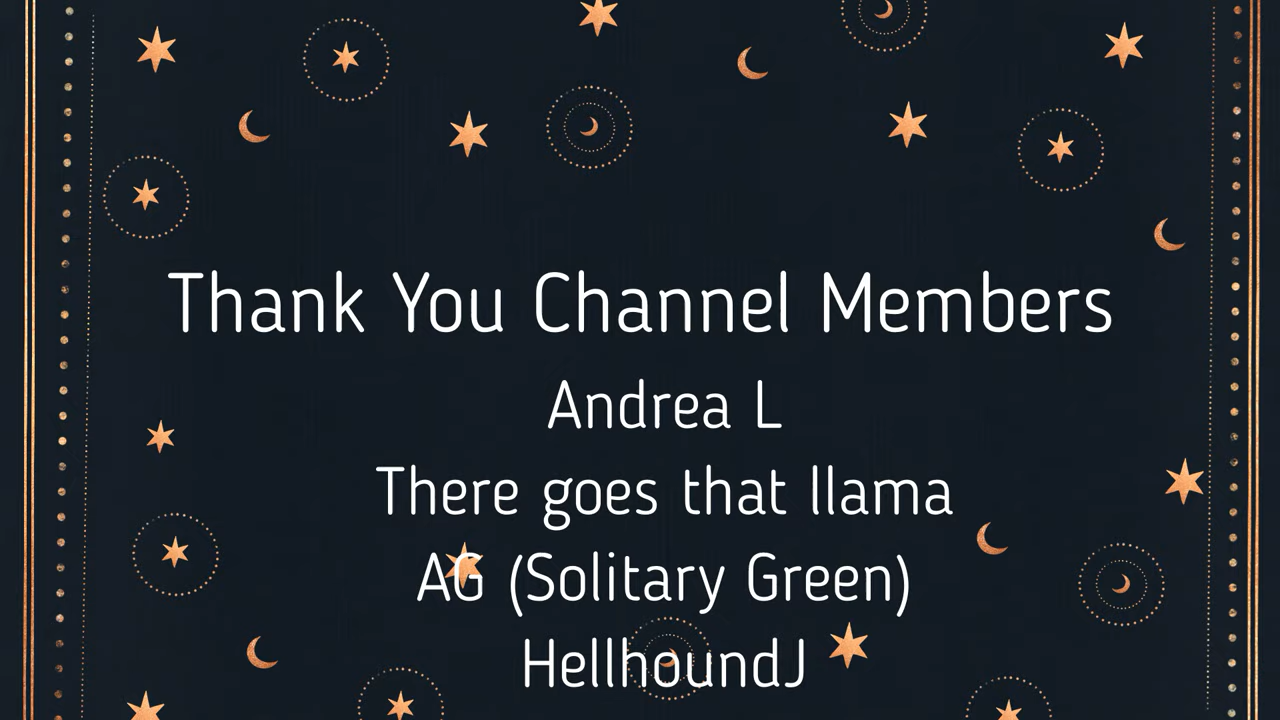 Thank You Channel Members
Andrea L
There goes that llama
AG (Solitary Green)
HellhoundJ